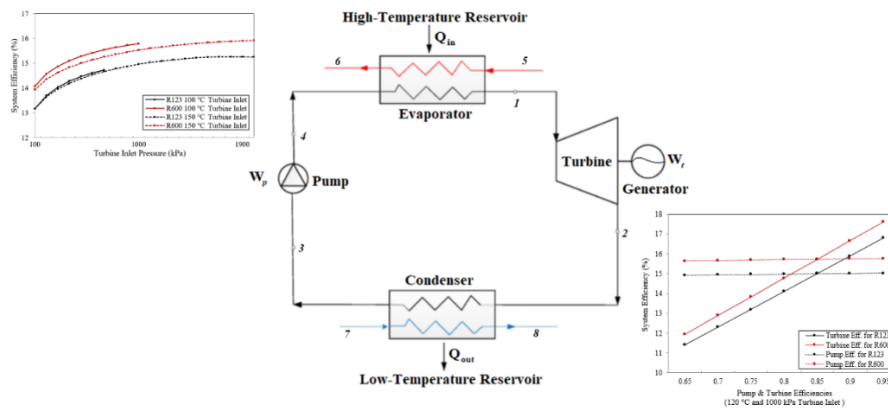 High-Temperature Reservoir
Q in
6
5
Evaporator
1
4
W p
Pump
Turbine
W t
Generator
2
3
Condenser
7
8
Q out
Low-Temperature Reservoir
System Efficiency (%)
17
16
15
14
13
12
R123 100 °C Turbine Inlet
R600 100 °C Turbine Inlet
R123 150 °C Turbine Inlet
R600 150 °C Turbine Inlet
100
1000
1900
Turbine Inlet Pressure (kPa)
System Efficiency (%)
18
17
16
15
14
13
12
11
10
Turbine Eff. for R123
Turbine Eff. for R600
Pump Eff. for R123
Pump Eff. for R600
0.65 0.7 0.75 0.8 0.85 0.9 0.95
Pump & Turbine Efficiencies
(120 °C and 1000 kPa Turbine Inlet )